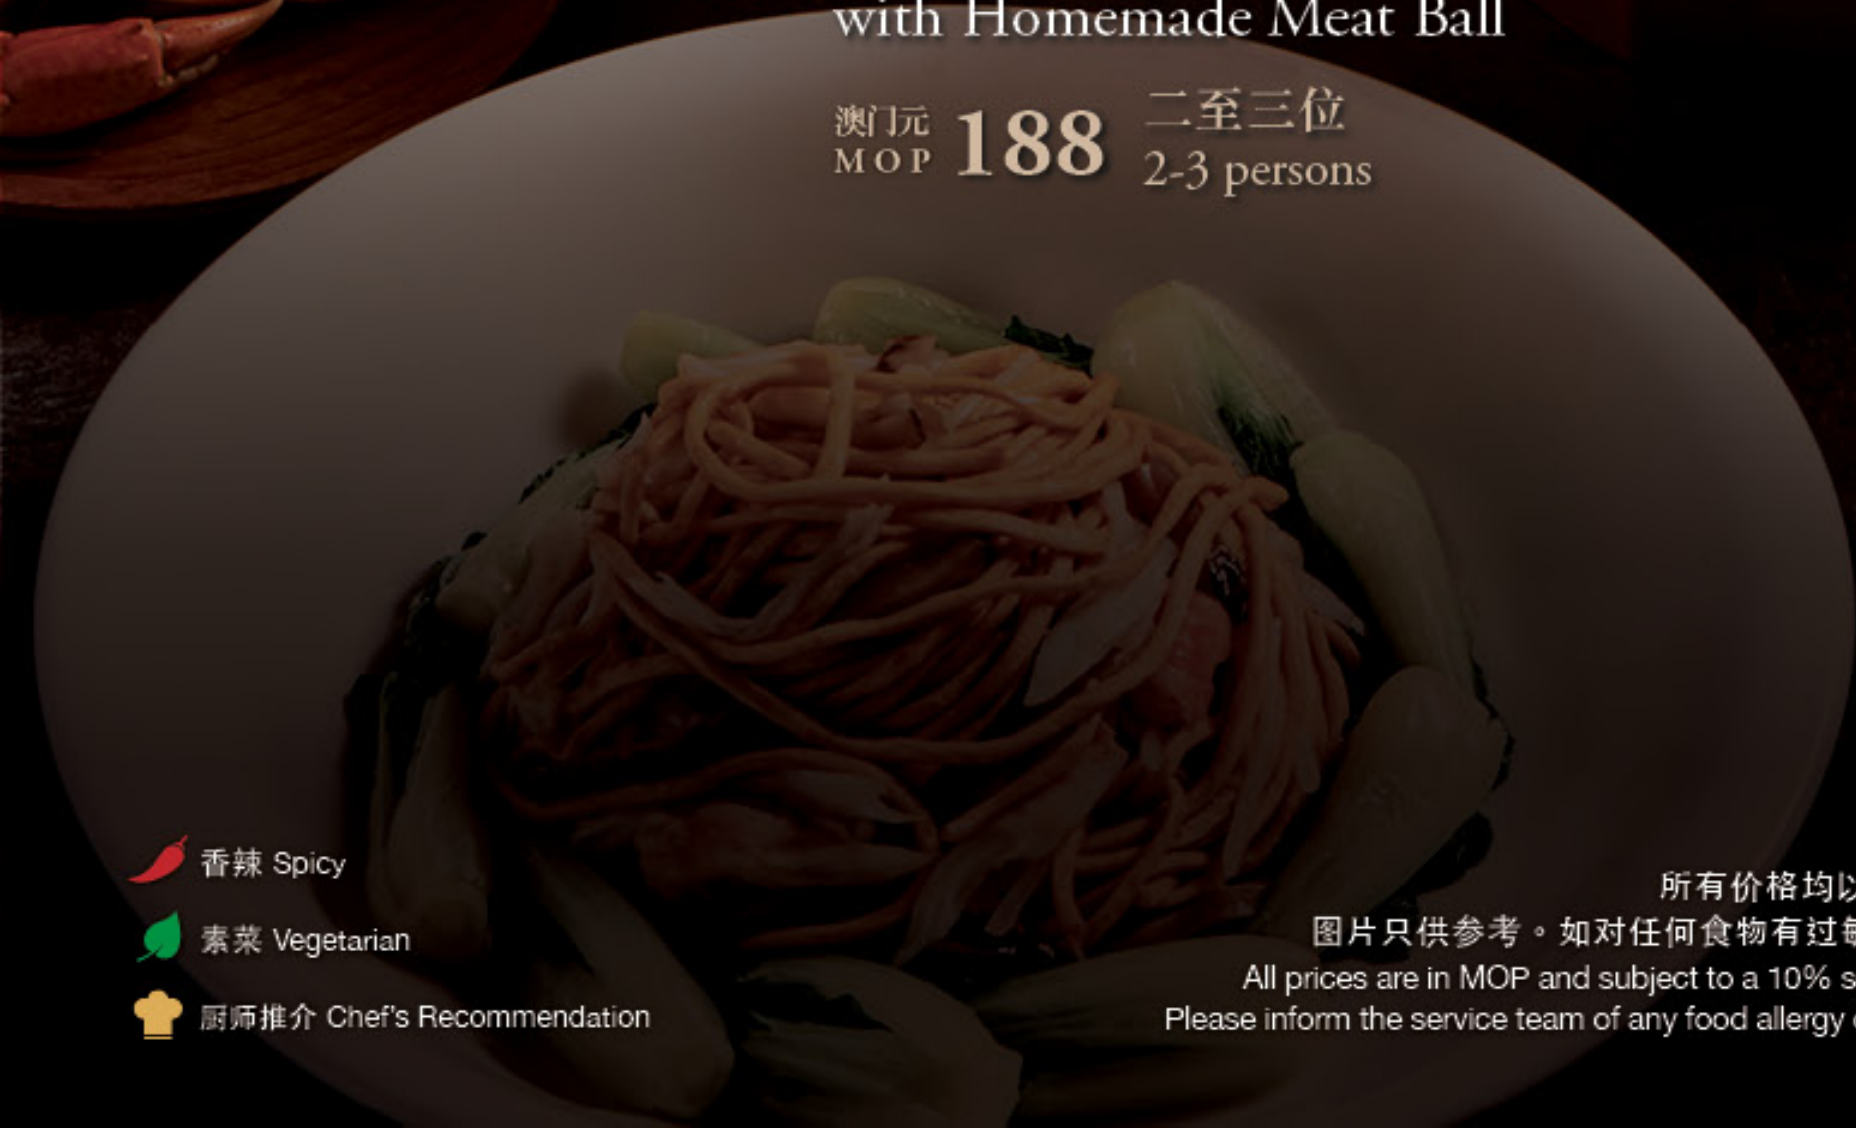 with Homemade Meat Ball
澳门元
MOP 188
二至三位
2-3 persons
香辣 Spicy
素菜 Vegetarian
厨师推介 Chef's Recommendation
所有价格均以
图片只供参考。如对任何食物有过敏
All prices are in MOP and subject to a 10% s
Please inform the service team of any food allergy